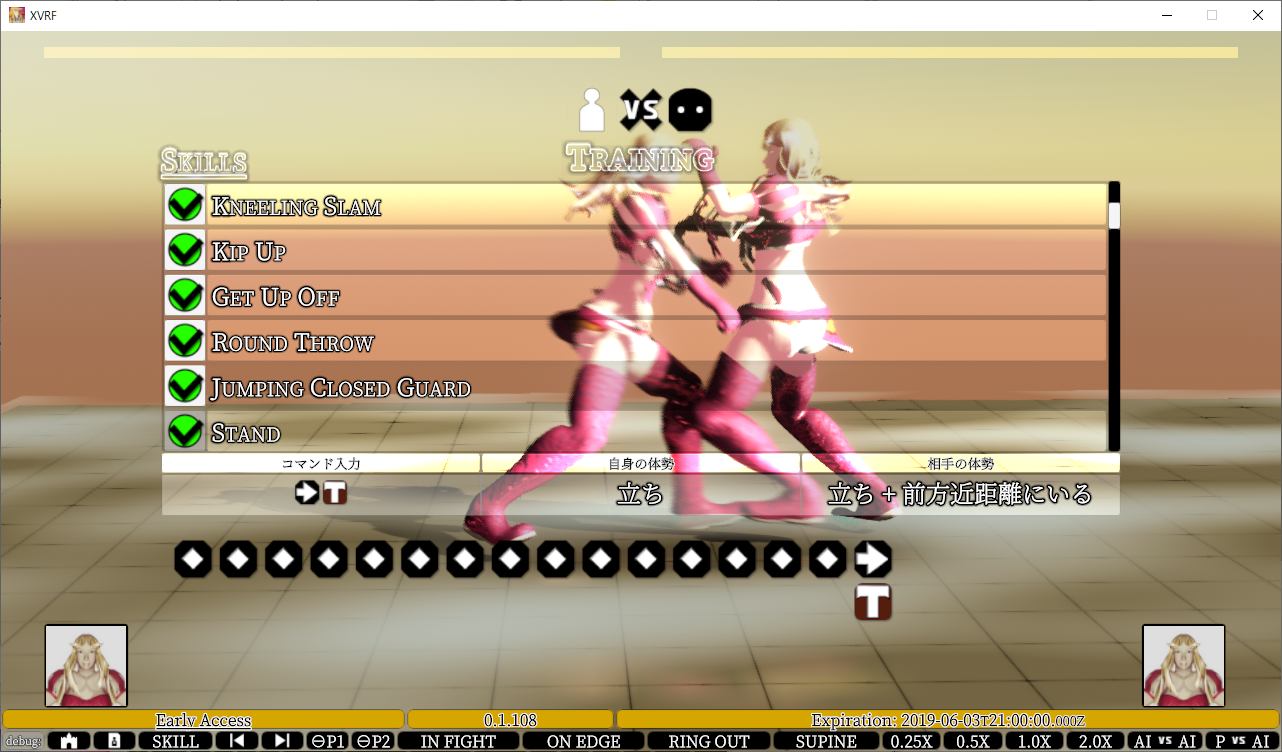 XVRF
VS
TRAINING
SKILLS
KNEELING SLAM
KIP UP
GET UP OFF
ROUND THROW
JUMPING CLOSED GUARD
STAND
コマンド入力 自身の体勢 相手の体勢
T 立ち 立ち + 前方近距離にいる
T
Early Access 0.1.108 Expiration: 2019-06-03T21:00:00.000Z
debug: SKILL P1 P2 IN FIGHT ON EDGE RING OUT SUPINE 0.25X 0.5X 1.0X 2.0X AI VS AI P VS AI